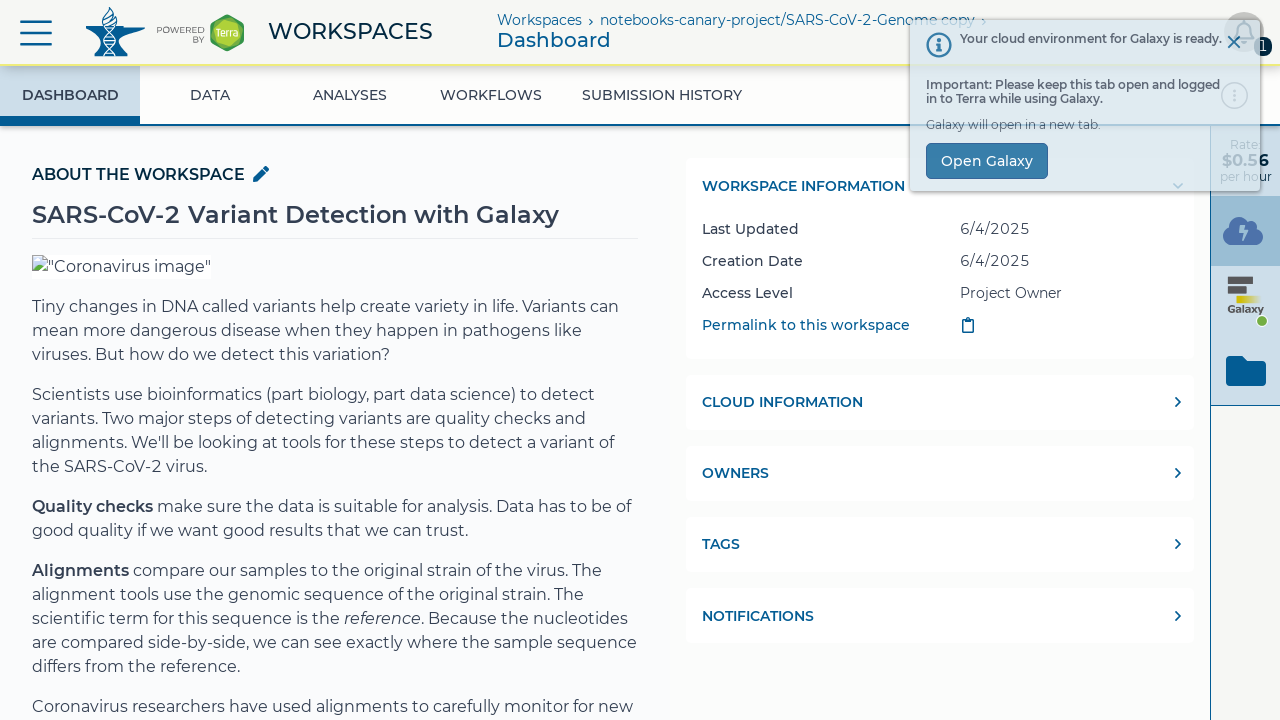 POWERED
BY
Terra
WORKSPACES
Workspaces › notebooks-canary-project/SARS-CoV-2-Genome copy ›
Dashboard
Your cloud environment for Galaxy is ready.
1
Important: Please keep this tab open and logged
in to Terra while using Galaxy.
Galaxy will open in a new tab.
Open Galaxy
DASHBOARD
DATA
ANALYSES
WORKFLOWS
SUBMISSION HISTORY
Rate:
$0.56
per hour
Galaxy
ABOUT THE WORKSPACE
SARS-CoV-2 Variant Detection with Galaxy
"Coronavirus image"
Tiny changes in DNA called variants help create variety in life. Variants can
mean more dangerous disease when they happen in pathogens like
viruses. But how do we detect this variation?
Scientists use bioinformatics (part biology, part data science) to detect
variants. Two major steps of detecting variants are quality checks and
alignments. We'll be looking at tools for these steps to detect a variant of
the SARS-CoV-2 virus.
Quality checks make sure the data is suitable for analysis. Data has to be of
good quality if we want good results that we can trust.
Alignments compare our samples to the original strain of the virus. The
alignment tools use the genomic sequence of the original strain. The
scientific term for this sequence is the reference. Because the nucleotides
are compared side-by-side, we can see exactly where the sample sequence
differs from the reference.
Coronavirus researchers have used alignments to carefully monitor for new
WORKSPACE INFORMATION
Last Updated 6/4/2025
Creation Date 6/4/2025
Access Level Project Owner
Permalink to this workspace
CLOUD INFORMATION
OWNERS
TAGS
NOTIFICATIONS